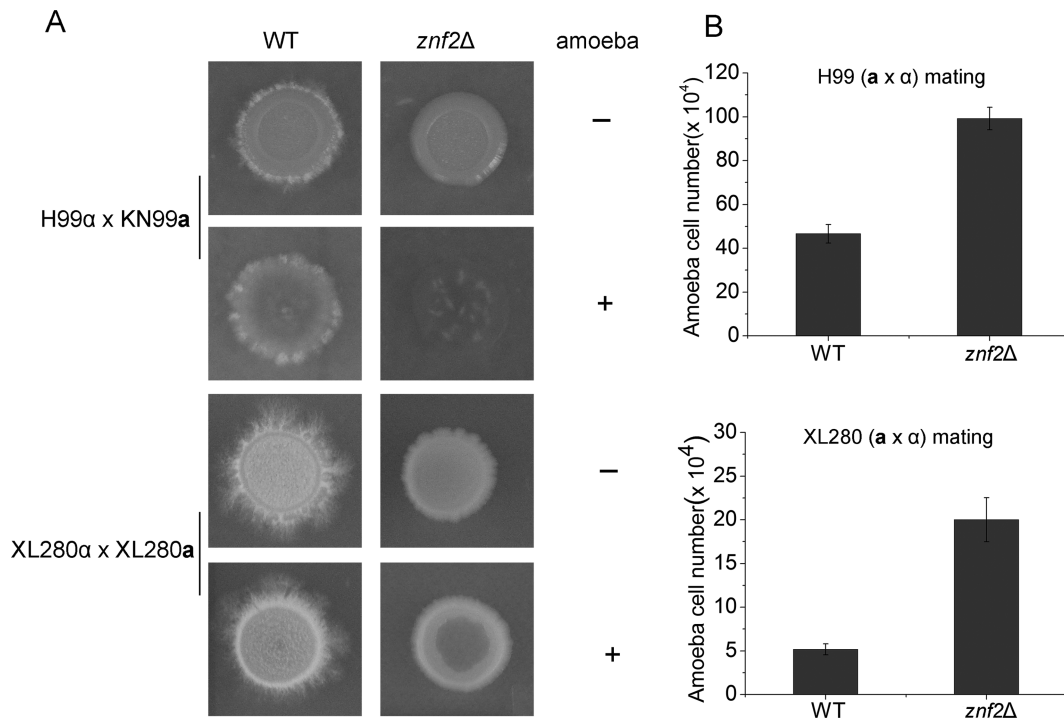 A
WT
znf2Δ
amoeba
–
H99α x KN99a
+
–
XL280α x XL280a
+
B
H99 (a x α) mating
Amoeba cell number(x 10⁴)
120
100
80
60
40
20
0
WT
znf2Δ
XL280 (a x α) mating
Amoeba cell number(x 10⁴)
30
25
20
15
10
5
0
WT
znf2Δ